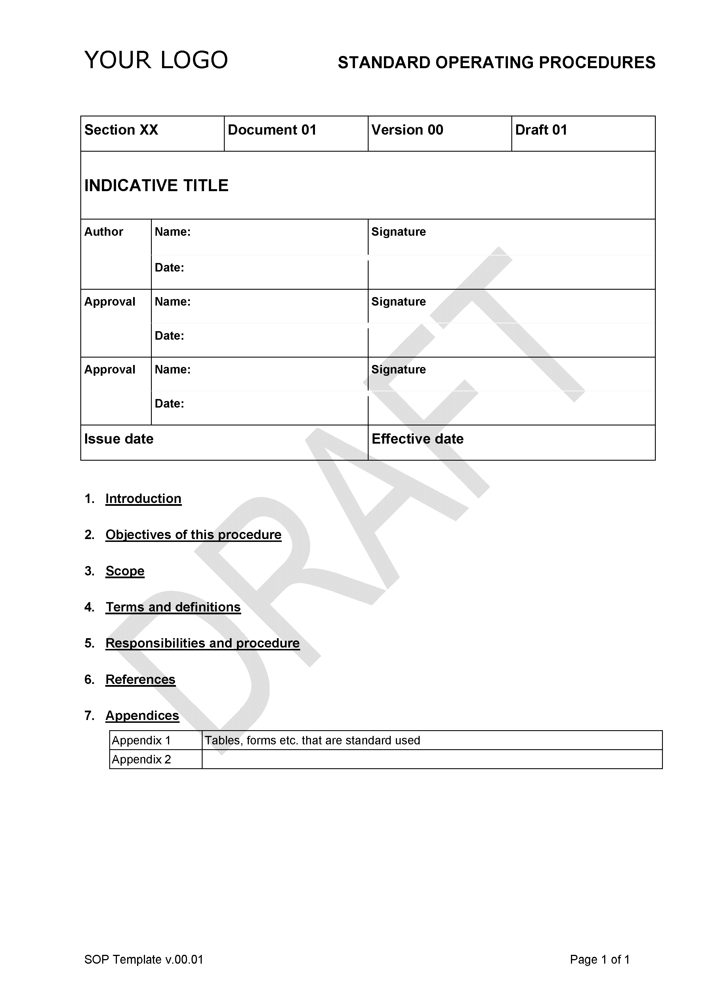 YOUR LOGO STANDARD OPERATING PROCEDURES
Section XX Document 01 Version 00 Draft 01
INDICATIVE TITLE
Author Name: Signature
Date:
Approval Name: Signature
Date:
Approval Name: Signature
Date:
Issue date Effective date
1. Introduction
2. Objectives of this procedure
3. Scope
4. Terms and definitions
5. Responsibilities and procedure
6. References
7. Appendices
Appendix 1 Tables, forms etc. that are standard used
Appendix 2
DRAFT
SOP Template v.00.01 Page 1 of 1